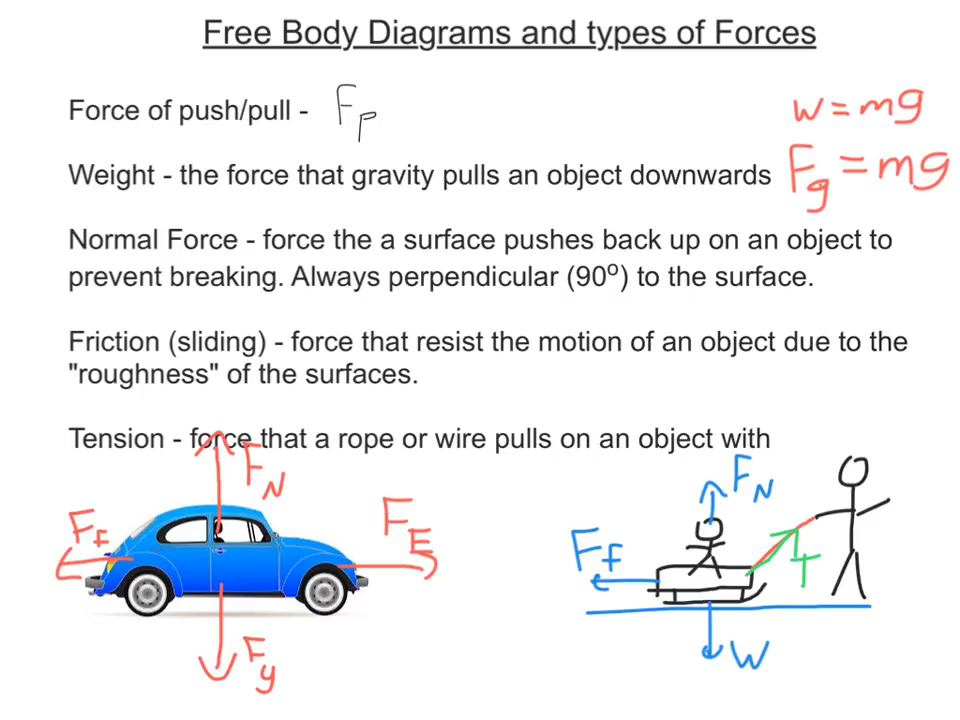 Free Body Diagrams and types of Forces
Force of push/pull - Fp
w = mg
Weight - the force that gravity pulls an object downwards Fg = mg
Normal Force - force the a surface pushes back up on an object to
prevent breaking. Always perpendicular (90º) to the surface.
Friction (sliding) - force that resist the motion of an object due to the
"roughness" of the surfaces.
Tension - force that a rope or wire pulls on an object with
FN
Ff
FE
Fg
FN
Ff
T
W